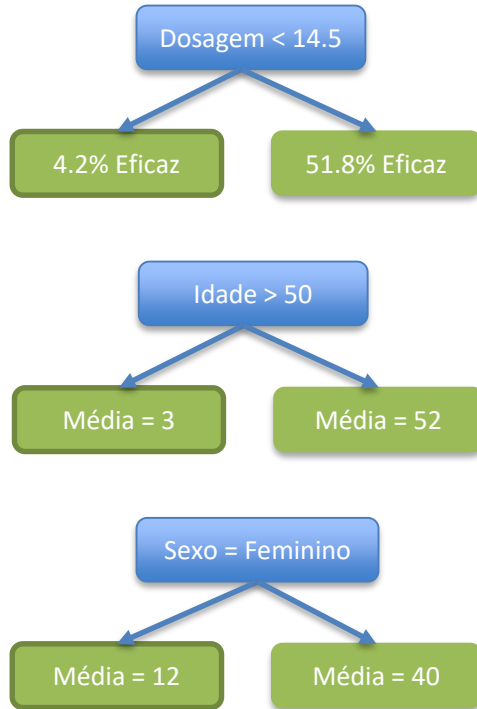 Dosagem < 14.5
4.2% Eficaz
51.8% Eficaz
Idade > 50
Média = 3
Média = 52
Sexo = Feminino
Média = 12
Média = 40